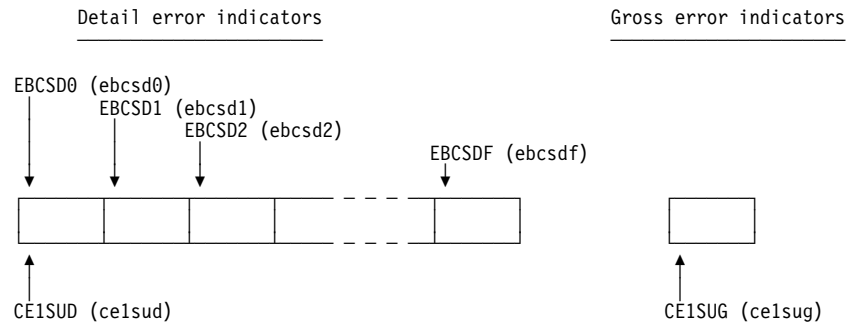 Detail error indicators
Gross error indicators
EBCSD0 (ebcsd0)
EBCSD1 (ebcsd1)
EBCSD2 (ebcsd2)
EBCSDF (ebcsdf)
CE1SUD (ce1sud)
CE1SUG (ce1sug)